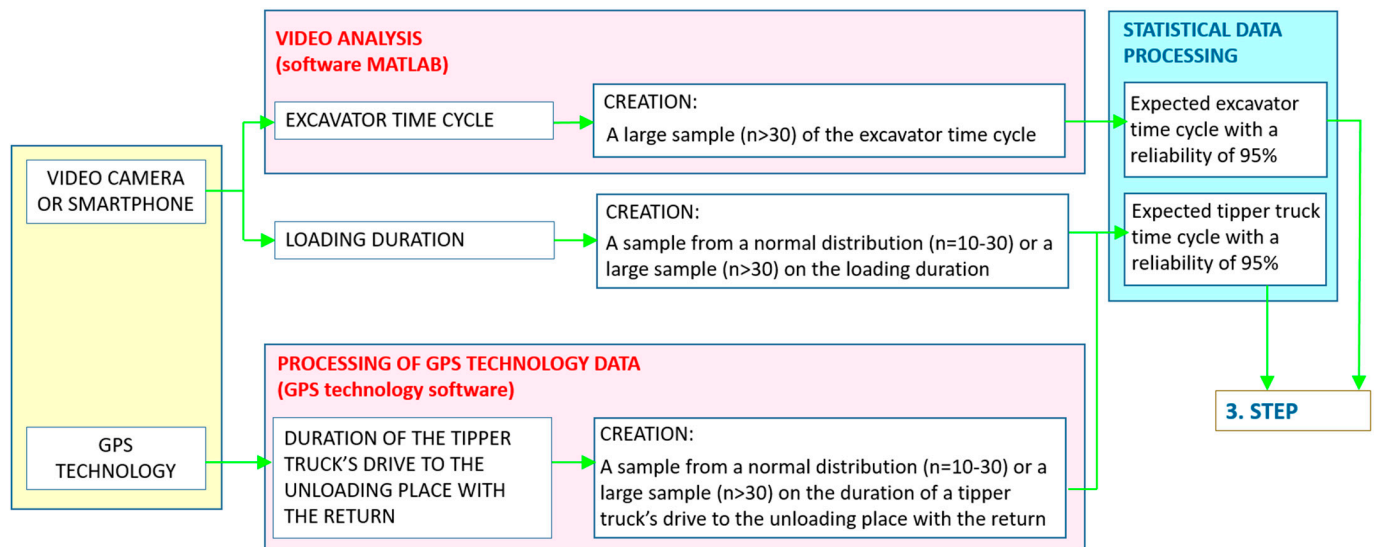 VIDEO ANALYSIS
(software MATLAB)
EXCAVATOR TIME CYCLE
CREATION:
A large sample (n>30) of the excavator time cycle
STATISTICAL DATA
PROCESSING
Expected excavator
time cycle with a
reliability of 95%
VIDEO CAMERA
OR SMARTPHONE
LOADING DURATION
CREATION:
A sample from a normal distribution (n=10-30) or a
large sample (n>30) on the loading duration
Expected tipper truck
time cycle with a
reliability of 95%
PROCESSING OF GPS TECHNOLOGY DATA
(GPS technology software)
GPS
TECHNOLOGY
DURATION OF THE TIPPER
TRUCK'S DRIVE TO THE
UNLOADING PLACE WITH
THE RETURN
CREATION:
A sample from a normal distribution (n=10-30) or a
large sample (n>30) on the duration of a tipper
truck's drive to the unloading place with the return
3. STEP